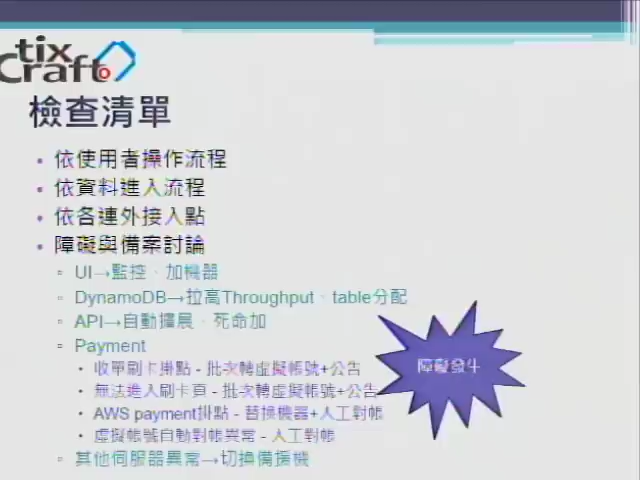 tix
Craft
檢查清單
• 依使用者操作流程
• 依資料進入流程
• 依各連外接入點
• 障礙與備案討論
▫ UI→監控、加機器
▫ DynamoDB→拉高Throughput、table分配
▫ API→自動擴展、死命加
▫ Payment
• 收單刷卡掛點 - 批次轉虛擬帳號+公告
• 無法進入刷卡頁 - 批次轉虛擬帳號+公告
• AWS payment掛點 - 替換機器+人工對帳
• 虛擬帳號自動對帳異常 - 人工對帳
▫ 其他伺服器異常→切換備援機
障礙發生